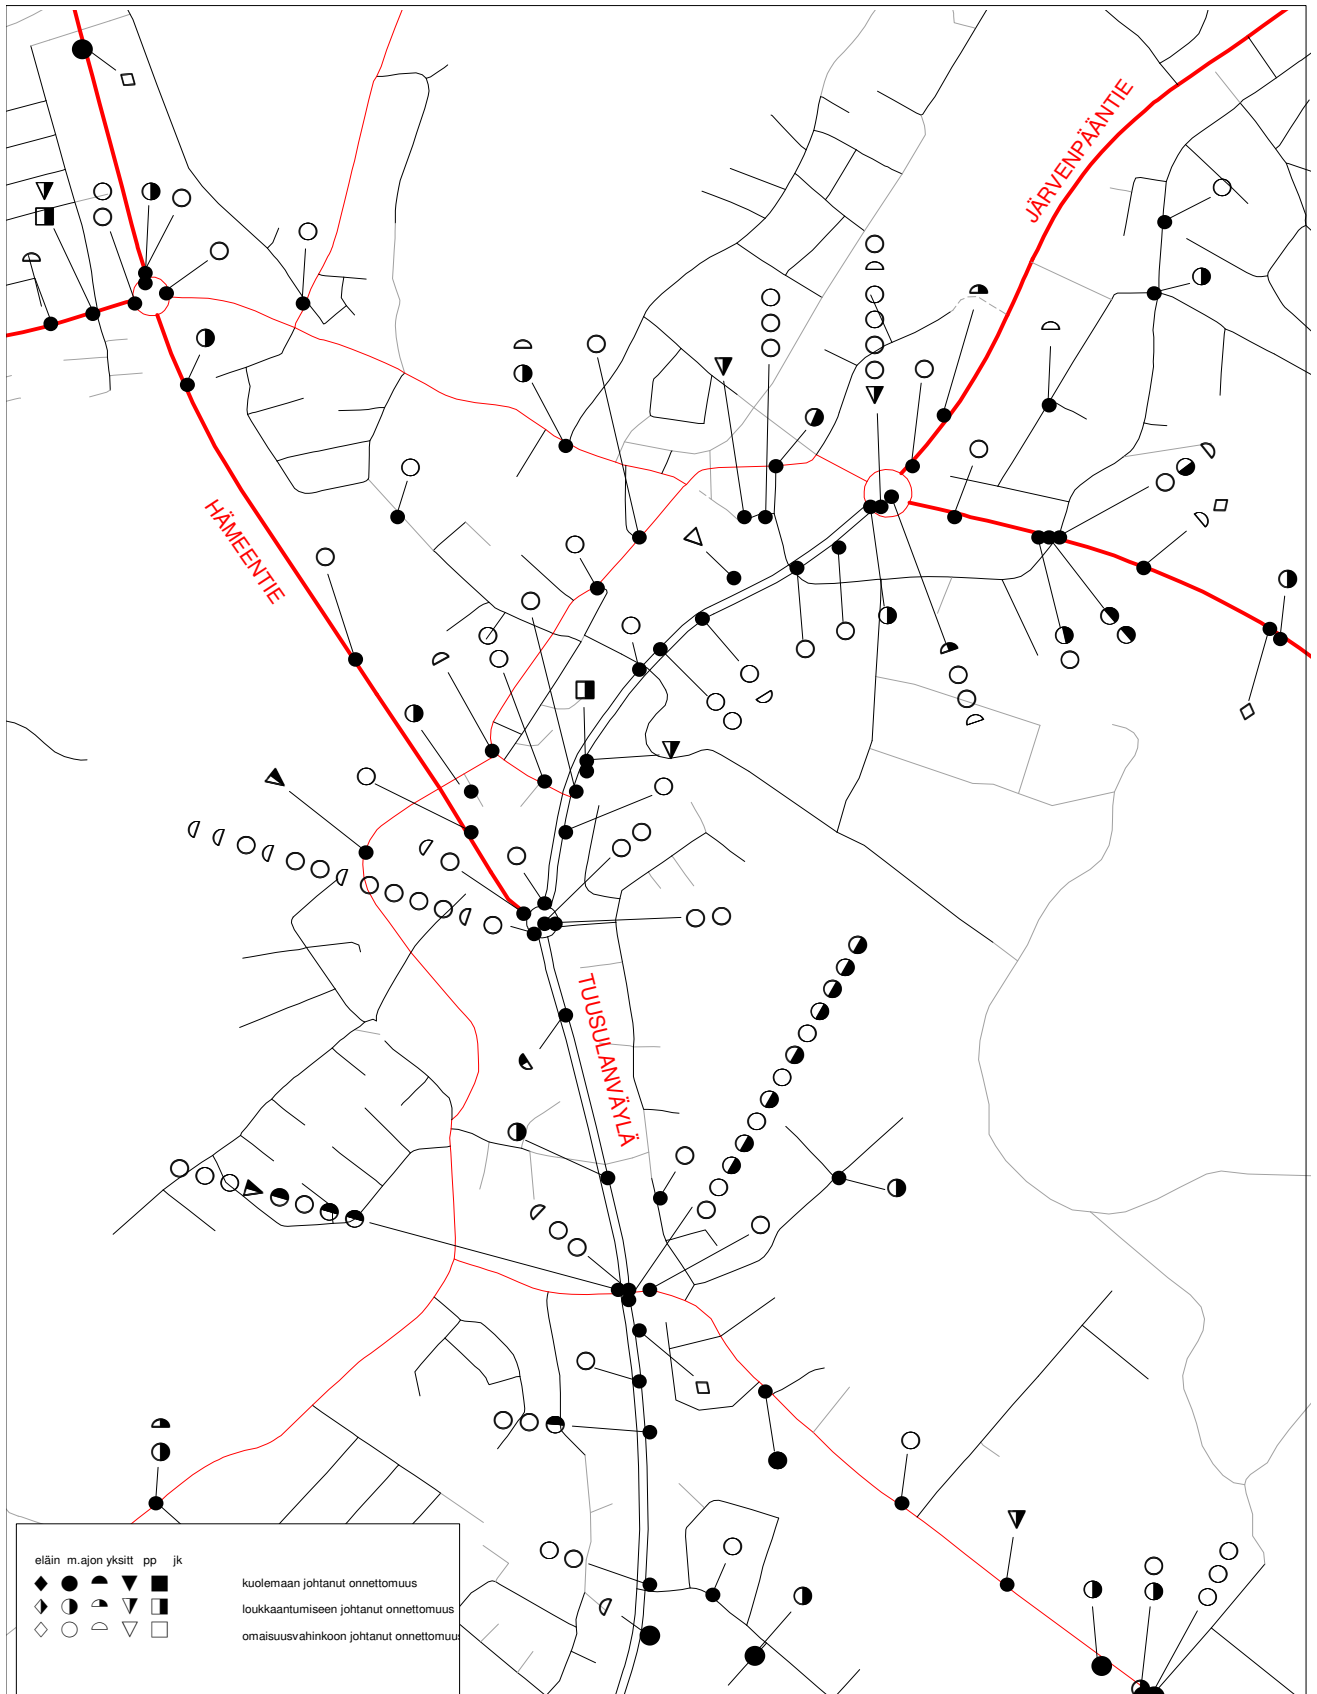 JÄRVENPÄÄNTIE
HÄMEENTIE
TUUSULANVÄYLÄ
eläin m.ajon yksitt pp jk
kuolemaan johtanut onnettomuus
loukkaantumiseen johtanut onnettomuus
omaisuusvahinkoon johtanut onnettomuus